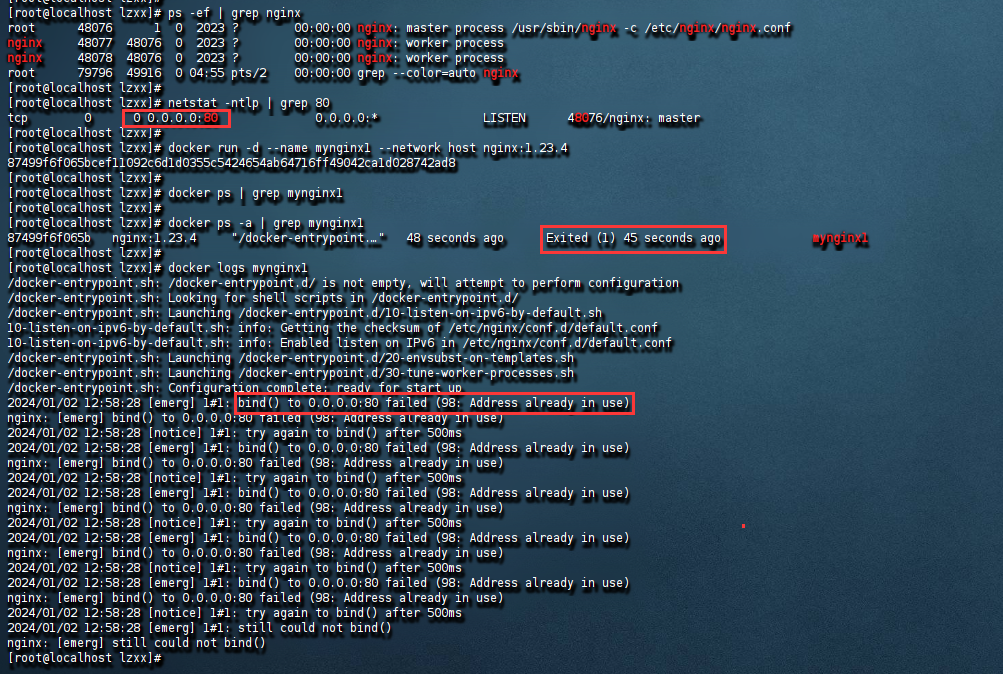 [root@localhost lzxx]# ps -ef | grep nginx
root 48076 1 0 2023 ? 00:00:00 nginx: master process /usr/sbin/nginx -c /etc/nginx/nginx.conf
nginx 48077 48076 0 2023 ? 00:00:00 nginx: worker process
nginx 48078 48076 0 2023 ? 00:00:00 nginx: worker process
root 79796 49916 0 04:55 pts/2 00:00:00 grep --color=auto nginx
[root@localhost lzxx]#
[root@localhost lzxx]# netstat -ntlp | grep 80
tcp 0 0 0.0.0.0:80 0.0.0.0:* LISTEN 48076/nginx: master
[root@localhost lzxx]#
[root@localhost lzxx]# docker run -d --name mynginx1 --network host nginx:1.23.4
87499f6f065bcef11092c6d1d0355c5424654ab64716ff49042ca1d028742ad8
[root@localhost lzxx]#
[root@localhost lzxx]# docker ps | grep mynginx1
[root@localhost lzxx]#
[root@localhost lzxx]# docker ps -a | grep mynginx1
87499f6f065b nginx:1.23.4 "/docker-entrypoint.…" 48 seconds ago Exited (1) 45 seconds ago mynginx1
[root@localhost lzxx]#
[root@localhost lzxx]# docker logs mynginx1
/docker-entrypoint.sh: /docker-entrypoint.d/ is not empty, will attempt to perform configuration
/docker-entrypoint.sh: Looking for shell scripts in /docker-entrypoint.d/
/docker-entrypoint.sh: Launching /docker-entrypoint.d/10-listen-on-ipv6-by-default.sh
10-listen-on-ipv6-by-default.sh: info: Getting the checksum of /etc/nginx/conf.d/default.conf
10-listen-on-ipv6-by-default.sh: info: Enabled listen on IPv6 in /etc/nginx/conf.d/default.conf
/docker-entrypoint.sh: Launching /docker-entrypoint.d/20-envsubst-on-templates.sh
/docker-entrypoint.sh: Launching /docker-entrypoint.d/30-tune-worker-processes.sh
/docker-entrypoint.sh: Configuration complete; ready for start up
2024/01/02 12:58:28 [emerg] 1#1: bind() to 0.0.0.0:80 failed (98: Address already in use)
nginx: [emerg] bind() to 0.0.0.0:80 failed (98: Address already in use)
2024/01/02 12:58:28 [notice] 1#1: try again to bind() after 500ms
2024/01/02 12:58:28 [emerg] 1#1: bind() to 0.0.0.0:80 failed (98: Address already in use)
nginx: [emerg] bind() to 0.0.0.0:80 failed (98: Address already in use)
2024/01/02 12:58:28 [notice] 1#1: try again to bind() after 500ms
2024/01/02 12:58:28 [emerg] 1#1: bind() to 0.0.0.0:80 failed (98: Address already in use)
nginx: [emerg] bind() to 0.0.0.0:80 failed (98: Address already in use)
2024/01/02 12:58:28 [notice] 1#1: try again to bind() after 500ms
2024/01/02 12:58:28 [emerg] 1#1: bind() to 0.0.0.0:80 failed (98: Address already in use)
nginx: [emerg] bind() to 0.0.0.0:80 failed (98: Address already in use)
2024/01/02 12:58:28 [notice] 1#1: try again to bind() after 500ms
2024/01/02 12:58:28 [emerg] 1#1: bind() to 0.0.0.0:80 failed (98: Address already in use)
nginx: [emerg] bind() to 0.0.0.0:80 failed (98: Address already in use)
2024/01/02 12:58:28 [notice] 1#1: try again to bind() after 500ms
2024/01/02 12:58:28 [emerg] 1#1: still could not bind()
nginx: [emerg] still could not bind()
[root@localhost lzxx]#